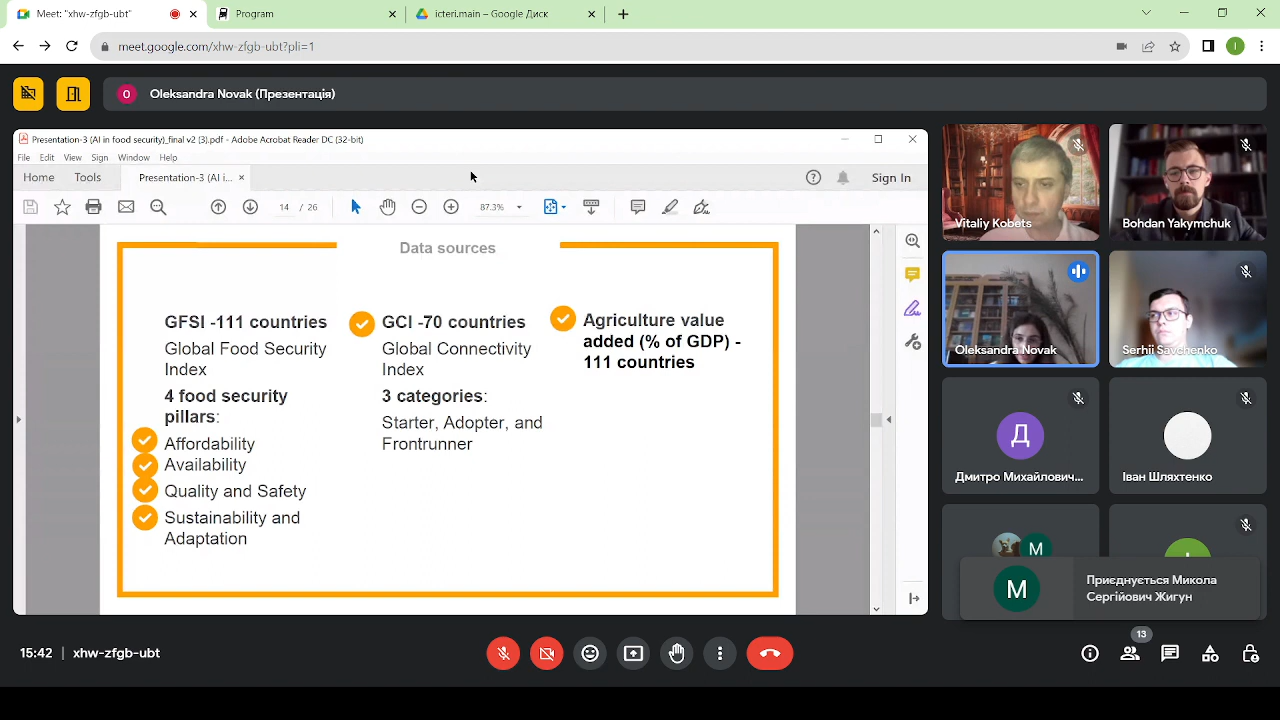 Meet: "xhw-zfgb-ubt"
Program
icteri.main – Google Диск
meet.google.com/xhw-zfgb-ubt?pli=1
I
O
Oleksandra Novak (Презентація)
Presentation-3 (AI in food security)_final v2 (3).pdf - Adobe Acrobat Reader DC (32-bit)
File Edit View Sign Window Help
Home Tools Presentation-3 (AI i... Sign In
14 / 26 87.3%
Data sources
GFSI -111 countries
Global Food Security
Index
4 food security
pillars:
Affordability
Availability
Quality and Safety
Sustainability and
Adaptation
GCI -70 countries
Global Connectivity
Index
3 categories:
Starter, Adopter, and
Frontrunner
Agriculture value
added (% of GDP) -
111 countries
Vitaliy Kobets
Bohdan Yakymchuk
Oleksandra Novak
Serhii Savchenko
Д
Дмитро Михайлович...
Іван Шляхтенко
М
М
Приєднується Микола
Сергійович Жигун
15:42 xhw-zfgb-ubt
13